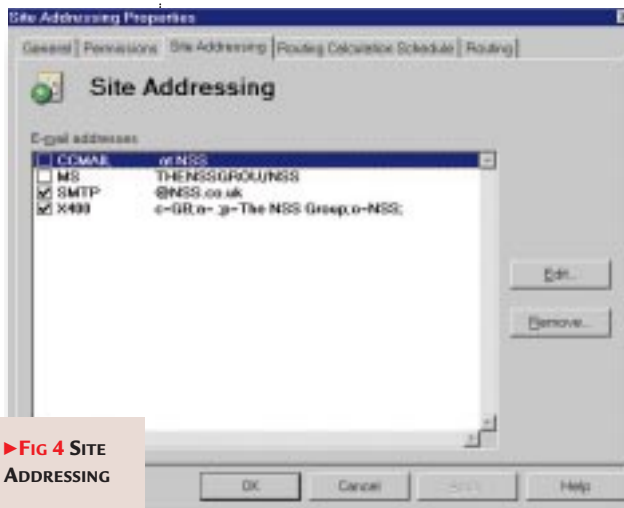 Site Addressing Properties
General Permissions Site Addressing Routing Calculation Schedule Routing
Site Addressing
E-mail addresses
CCMAIL at NSS
MS THENSSGROU/NSS
SMTP @NSS.co.uk
X400 c=GB;a= ;p=The NSS Group;o=NSS;
Edit...
Remove...
►FIG 4 SITE
ADDRESSING
OK Cancel Apply Help